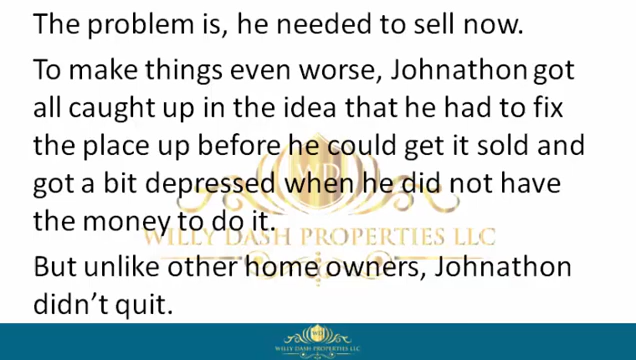 The problem is, he needed to sell now.
To make things even worse, Johnathon got
all caught up in the idea that he had to fix
the place up before he could get it sold and
got a bit depressed when he did not have
the money to do it.
WILLY DASH PROPERTIES LLC
But unlike other home owners, Johnathon
didn’t quit.
WILLY DASH PROPERTIES LLC